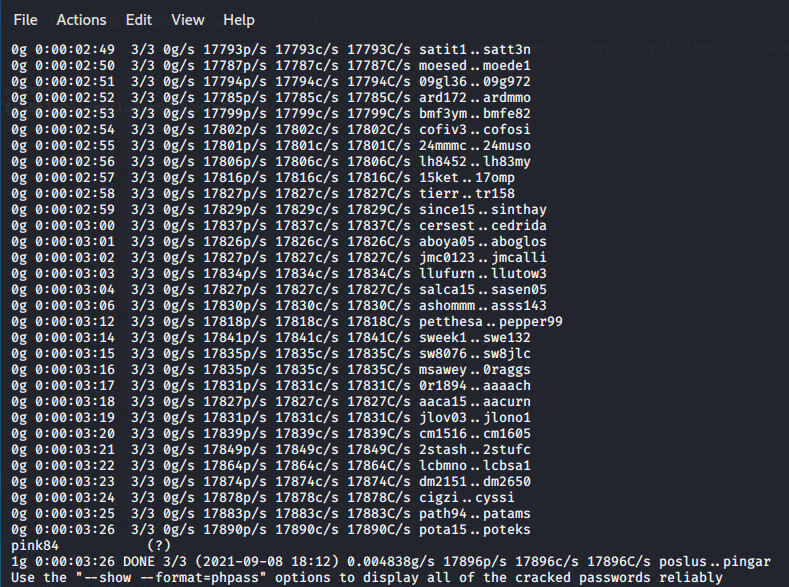 File Actions Edit View Help
0g 0:00:02:49 3/3 0g/s 17793p/s 17793c/s 17793C/s satit1..satt3n
0g 0:00:02:50 3/3 0g/s 17787p/s 17787c/s 17787C/s moesed..moede1
0g 0:00:02:51 3/3 0g/s 17794p/s 17794c/s 17794C/s 09gl36..09g972
0g 0:00:02:52 3/3 0g/s 17785p/s 17785c/s 17785C/s ard172..ardmmo
0g 0:00:02:53 3/3 0g/s 17799p/s 17799c/s 17799C/s bmf3ym..bmfe82
0g 0:00:02:54 3/3 0g/s 17802p/s 17802c/s 17802C/s cofiv3..cofosi
0g 0:00:02:55 3/3 0g/s 17801p/s 17801c/s 17801C/s 24mmmc..24muso
0g 0:00:02:56 3/3 0g/s 17806p/s 17806c/s 17806C/s lh8452..lh83my
0g 0:00:02:57 3/3 0g/s 17816p/s 17816c/s 17816C/s 15ket..17omp
0g 0:00:02:58 3/3 0g/s 17827p/s 17827c/s 17827C/s tierr..tr158
0g 0:00:02:59 3/3 0g/s 17829p/s 17829c/s 17829C/s since15..sinthay
0g 0:00:03:00 3/3 0g/s 17837p/s 17837c/s 17837C/s cersest..cedrida
0g 0:00:03:01 3/3 0g/s 17826p/s 17826c/s 17826C/s aboya05..aboglos
0g 0:00:03:02 3/3 0g/s 17827p/s 17827c/s 17827C/s jmc0123..jmcalli
0g 0:00:03:03 3/3 0g/s 17834p/s 17834c/s 17834C/s llufurn..llutow3
0g 0:00:03:04 3/3 0g/s 17827p/s 17827c/s 17827C/s salca15..sasen05
0g 0:00:03:06 3/3 0g/s 17830p/s 17830c/s 17830C/s ashommm..asss143
0g 0:00:03:12 3/3 0g/s 17818p/s 17818c/s 17818C/s petthesa..pepper99
0g 0:00:03:14 3/3 0g/s 17841p/s 17841c/s 17841C/s sweek1..swe132
0g 0:00:03:15 3/3 0g/s 17835p/s 17835c/s 17835C/s sw8076..sw8jlc
0g 0:00:03:16 3/3 0g/s 17835p/s 17835c/s 17835C/s msawey..0raggs
0g 0:00:03:17 3/3 0g/s 17831p/s 17831c/s 17831C/s 0r1894..aaaach
0g 0:00:03:18 3/3 0g/s 17827p/s 17827c/s 17827C/s aaca15..aacurn
0g 0:00:03:19 3/3 0g/s 17831p/s 17831c/s 17831C/s jlov03..jlono1
0g 0:00:03:20 3/3 0g/s 17839p/s 17839c/s 17839C/s cm1516..cm1605
0g 0:00:03:21 3/3 0g/s 17849p/s 17849c/s 17849C/s 2stash..2stufc
0g 0:00:03:22 3/3 0g/s 17864p/s 17864c/s 17864C/s lcbmno..lcbsa1
0g 0:00:03:23 3/3 0g/s 17874p/s 17874c/s 17874C/s dm2151..dm2650
0g 0:00:03:24 3/3 0g/s 17878p/s 17878c/s 17878C/s cigzi..cyssi
0g 0:00:03:25 3/3 0g/s 17883p/s 17883c/s 17883C/s path94..patams
0g 0:00:03:26 3/3 0g/s 17890p/s 17890c/s 17890C/s pota15..poteks
pink84 (?)
1g 0:00:03:26 DONE 3/3 (2021-09-08 18:12) 0.004838g/s 17896p/s 17896c/s 17896C/s poslus..pingar
Use the "--show --format=phpass" options to display all of the cracked passwords reliably